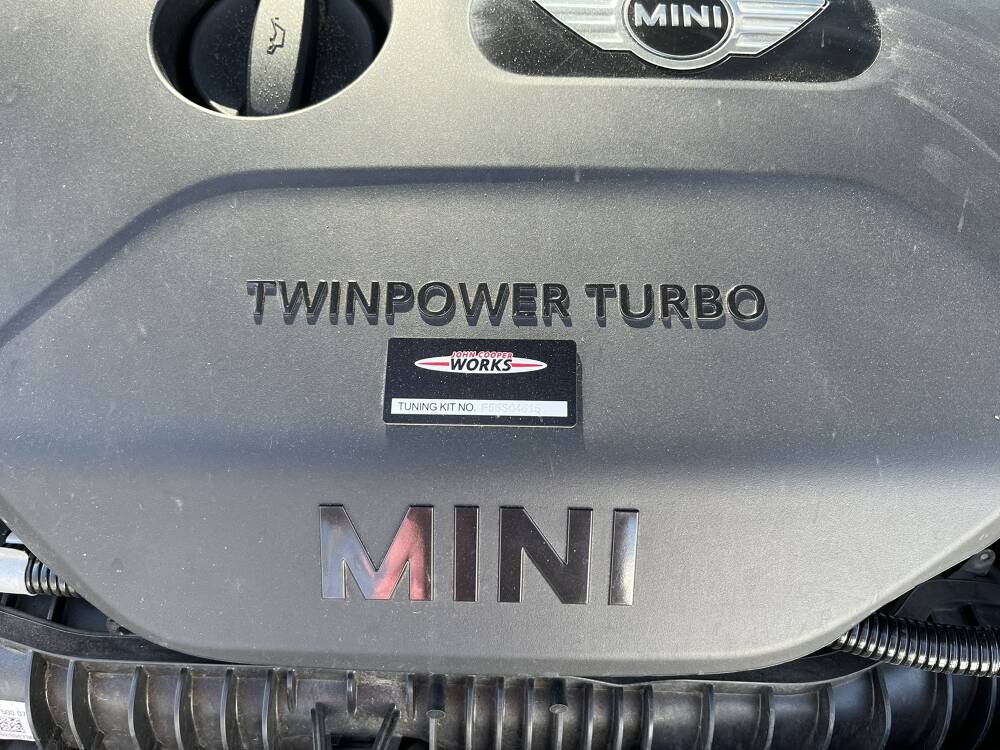 MINI
TWINPOWER TURBO
JOHN COOPER
WORKS
TUNING KIT NO.
MINI